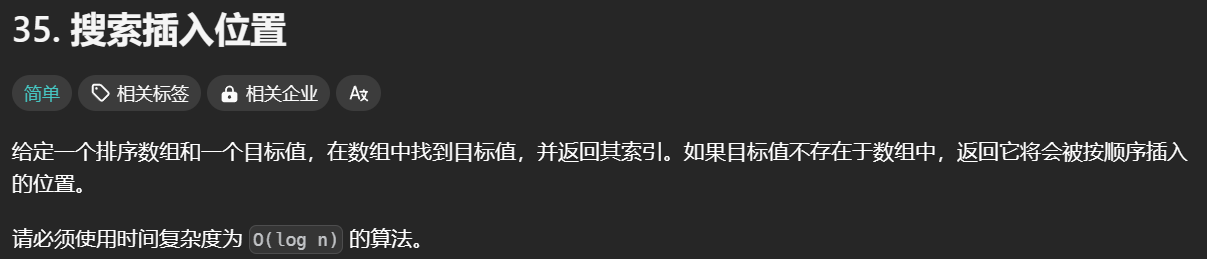 35. 搜索插入位置
简单 相关标签 相关企业 A文
给定一个排序数组和一个目标值，在数组中找到目标值，并返回其索引。如果目标值不存在于数组中，返回它将会被按顺序插入
的位置。
请必须使用时间复杂度为 O(log n) 的算法。